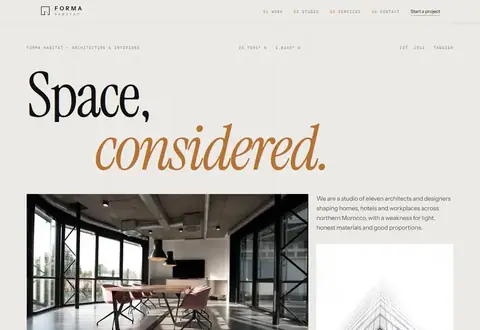 FORMA
HABITAT
01 WORK 02 STUDIO 03 SERVICES 04 CONTACT Start a project
FORMA HABITAT — ARCHITECTURE & INTERIORS
EST. 2011 · TANGIER
Space,
considered.
We are a studio of eleven architects and designers
shaping homes, hotels and workplaces across
northern Morocco, with a weakness for light,
honest materials and good proportions.